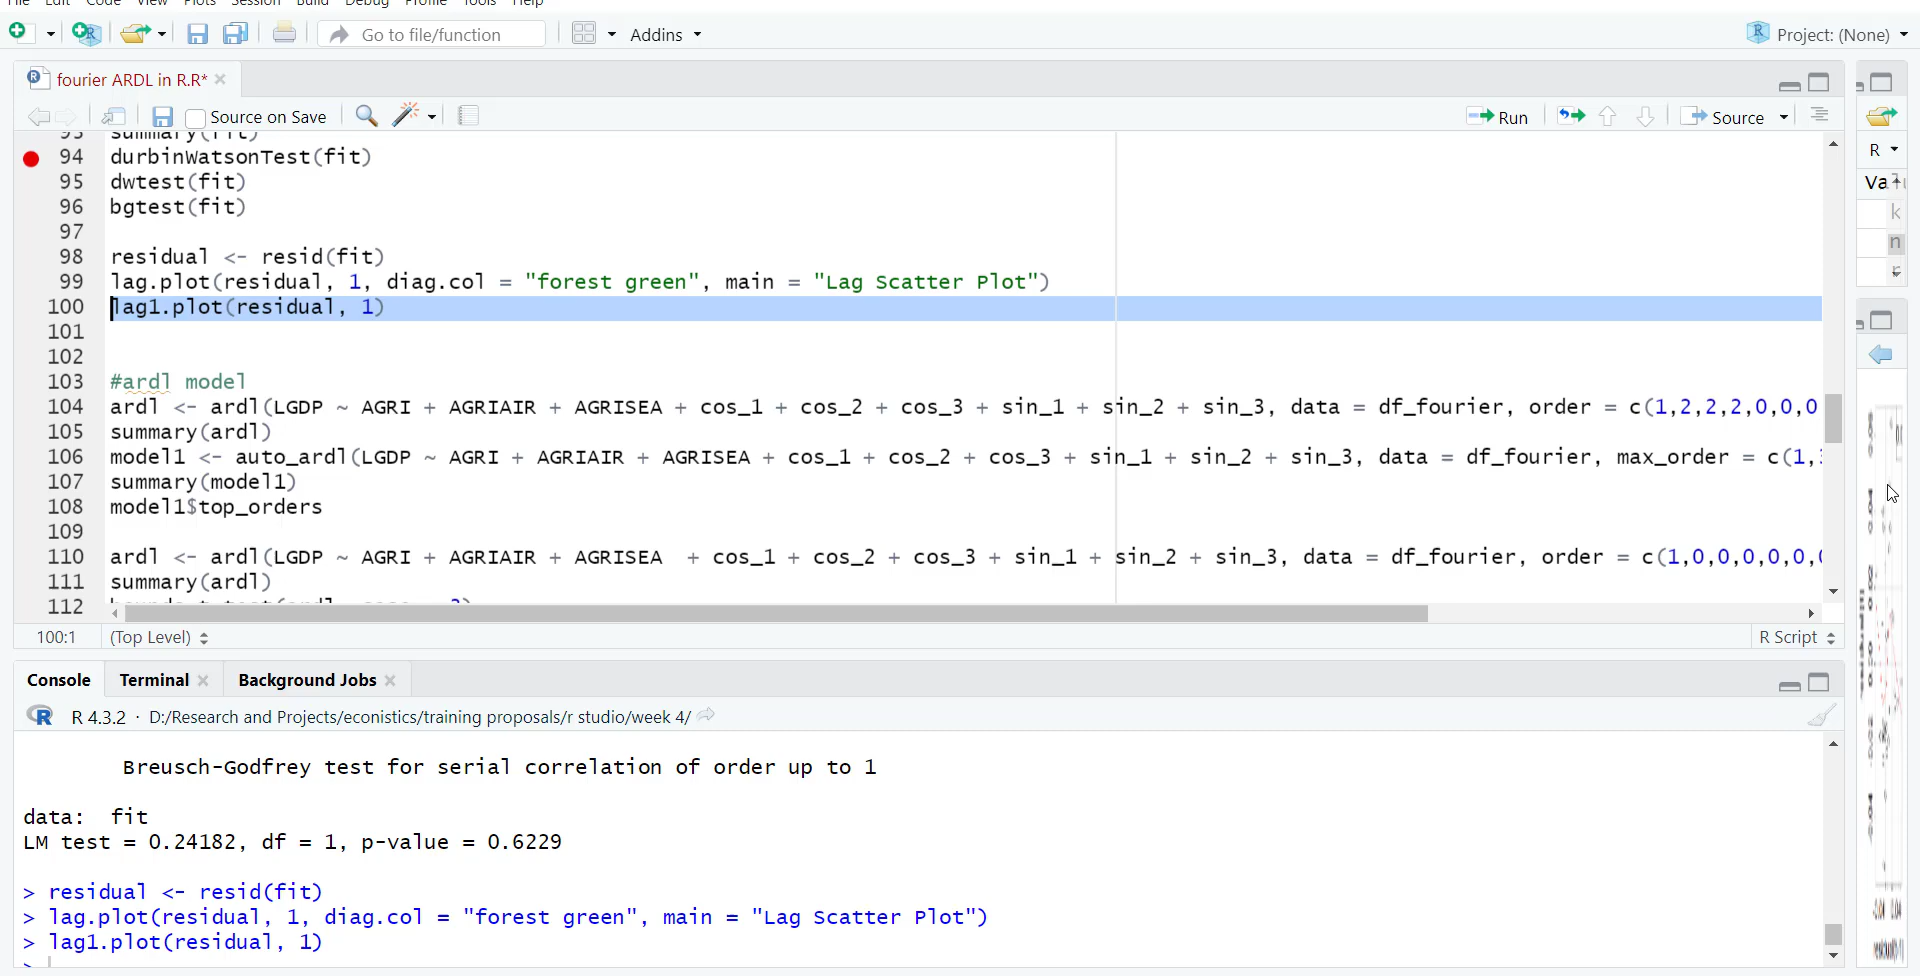 File Edit Code View Plots Session Build Debug Profile Tools Help
Go to file/function
Addins
Project: (None)
fourier ARDL in R.R*
Source on Save
Run
Source
R
93 summary(fit)
94 durbinWatsonTest(fit)
95 dwtest(fit)
96 bgtest(fit)
97
98 residual <- resid(fit)
99 lag.plot(residual, 1, diag.col = "forest green", main = "Lag Scatter Plot")
100 lag1.plot(residual, 1)
101
102
103 #ardl model
104 ardl <- ardl(LGDP ~ AGRI + AGRIAIR + AGRISEA + cos_1 + cos_2 + cos_3 + sin_1 + sin_2 + sin_3, data = df_fourier, order = c(1,2,2,2,0,0,0
105 summary(ardl)
106 model1 <- auto_ardl(LGDP ~ AGRI + AGRIAIR + AGRISEA + cos_1 + cos_2 + cos_3 + sin_1 + sin_2 + sin_3, data = df_fourier, max_order = c(1,
107 summary(model1)
108 model1$top_orders
109
110 ardl <- ardl(LGDP ~ AGRI + AGRIAIR + AGRISEA  + cos_1 + cos_2 + cos_3 + sin_1 + sin_2 + sin_3, data = df_fourier, order = c(1,0,0,0,0,0,
111 summary(ardl)
112
100:1 (Top Level)
R Script
Console Terminal Background Jobs
R 4.3.2 · D:/Research and Projects/econistics/training proposals/r studio/week 4/
Breusch-Godfrey test for serial correlation of order up to 1
data:  fit
LM test = 0.24182, df = 1, p-value = 0.6229
> residual <- resid(fit)
> lag.plot(residual, 1, diag.col = "forest green", main = "Lag Scatter Plot")
> lag1.plot(residual, 1)
>